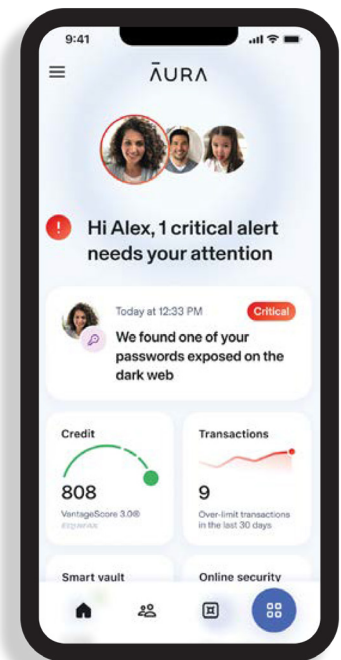 9:41
ĀURΛ
Hi Alex, 1 critical alert
needs your attention
Today at 12:33 PM
Critical
We found one of your
passwords exposed on the
dark web
Credit
Transactions
808
9
VantageScore 3.0®
EQUIFAX
Over-limit transactions
in the last 30 days
Smart vault
Online security